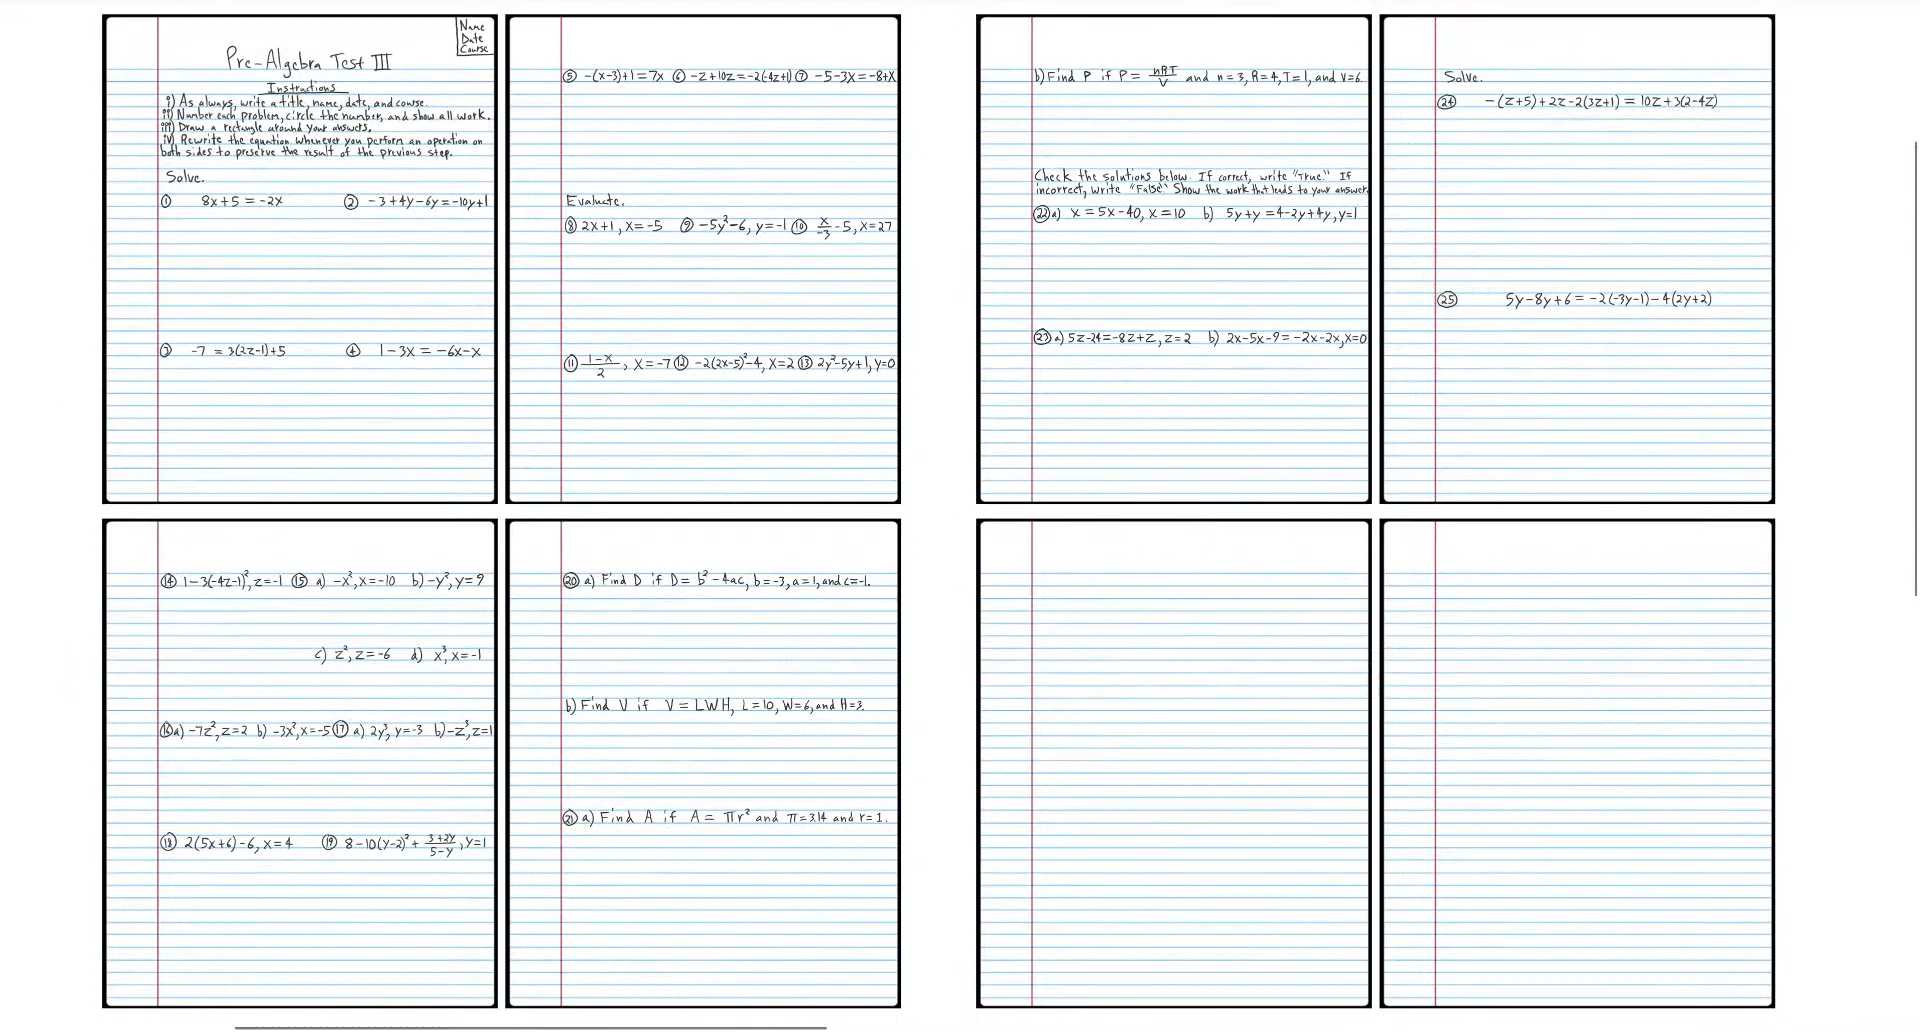 Name
Date
Course
Pre-Algebra Test III
Instructions
i) As always, write a title, name, date, and course.
ii) Number each problem, circle the number, and show all work.
iii) Draw a rectangle around your answers.
iv) Rewrite the equation whenever you perform an operation on
both sides to preserve the result of the previous step.
Solve.
① 8x+5=-2x ② -3+4y-6y=-10y+1
③ -7=3(2z-1)+5 ④ 1-3x=-6x-x
⑤ -(x-3)+1=7x ⑥ -z+10z=-2(-4z+1) ⑦ -5-3x=-8+x
Evaluate.
⑧ 2x+1, x=-5 ⑨ -5y²-6, y=-1 ⑩ x/-3 -5, x=27
⑪ (1-x)/2, x=-7 ⑫ -2(2x-5)²-4, x=2 ⑬ 2y²-5y+1, y=0
⑭ 1-3(-4z-1)², z=-1 ⑮ a) -x², x=-10 b) -y², y=9
c) z², z=-6 d) x³, x=-1
⑯ a) -7z², z=2 b) -3x², x=-5 ⑰ a) 2y³, y=-3 b) -z³, z=1
⑱ 2(5x+6)-6, x=4 ⑲ 8-10(y-2)²+(3+2y)/(5-y), y=1
⑳ a) Find D if D=b²-4ac, b=-3, a=1, and c=-1.
b) Find V if V=LWH, L=10, W=6, and H=3.
㉑ a) Find A if A=πr² and π=3.14 and r=1.
b) Find P if P=nRT/V and n=3, R=4, T=1, and V=6.
Check the solutions below. If correct, write "True." If
incorrect, write "False." Show the work that leads to your answer.
㉒ a) x=5x-40, x=10 b) 5y+y=4-2y+4y, y=1
㉓ a) 5z-24=-8z+z, z=2 b) 2x-5x-9=-2x-2x, x=0
Solve.
㉔ -(z+5)+2z-2(3z+1)=10z+3(2-4z)
㉕ 5y-8y+6=-2(-3y-1)-4(2y+2)